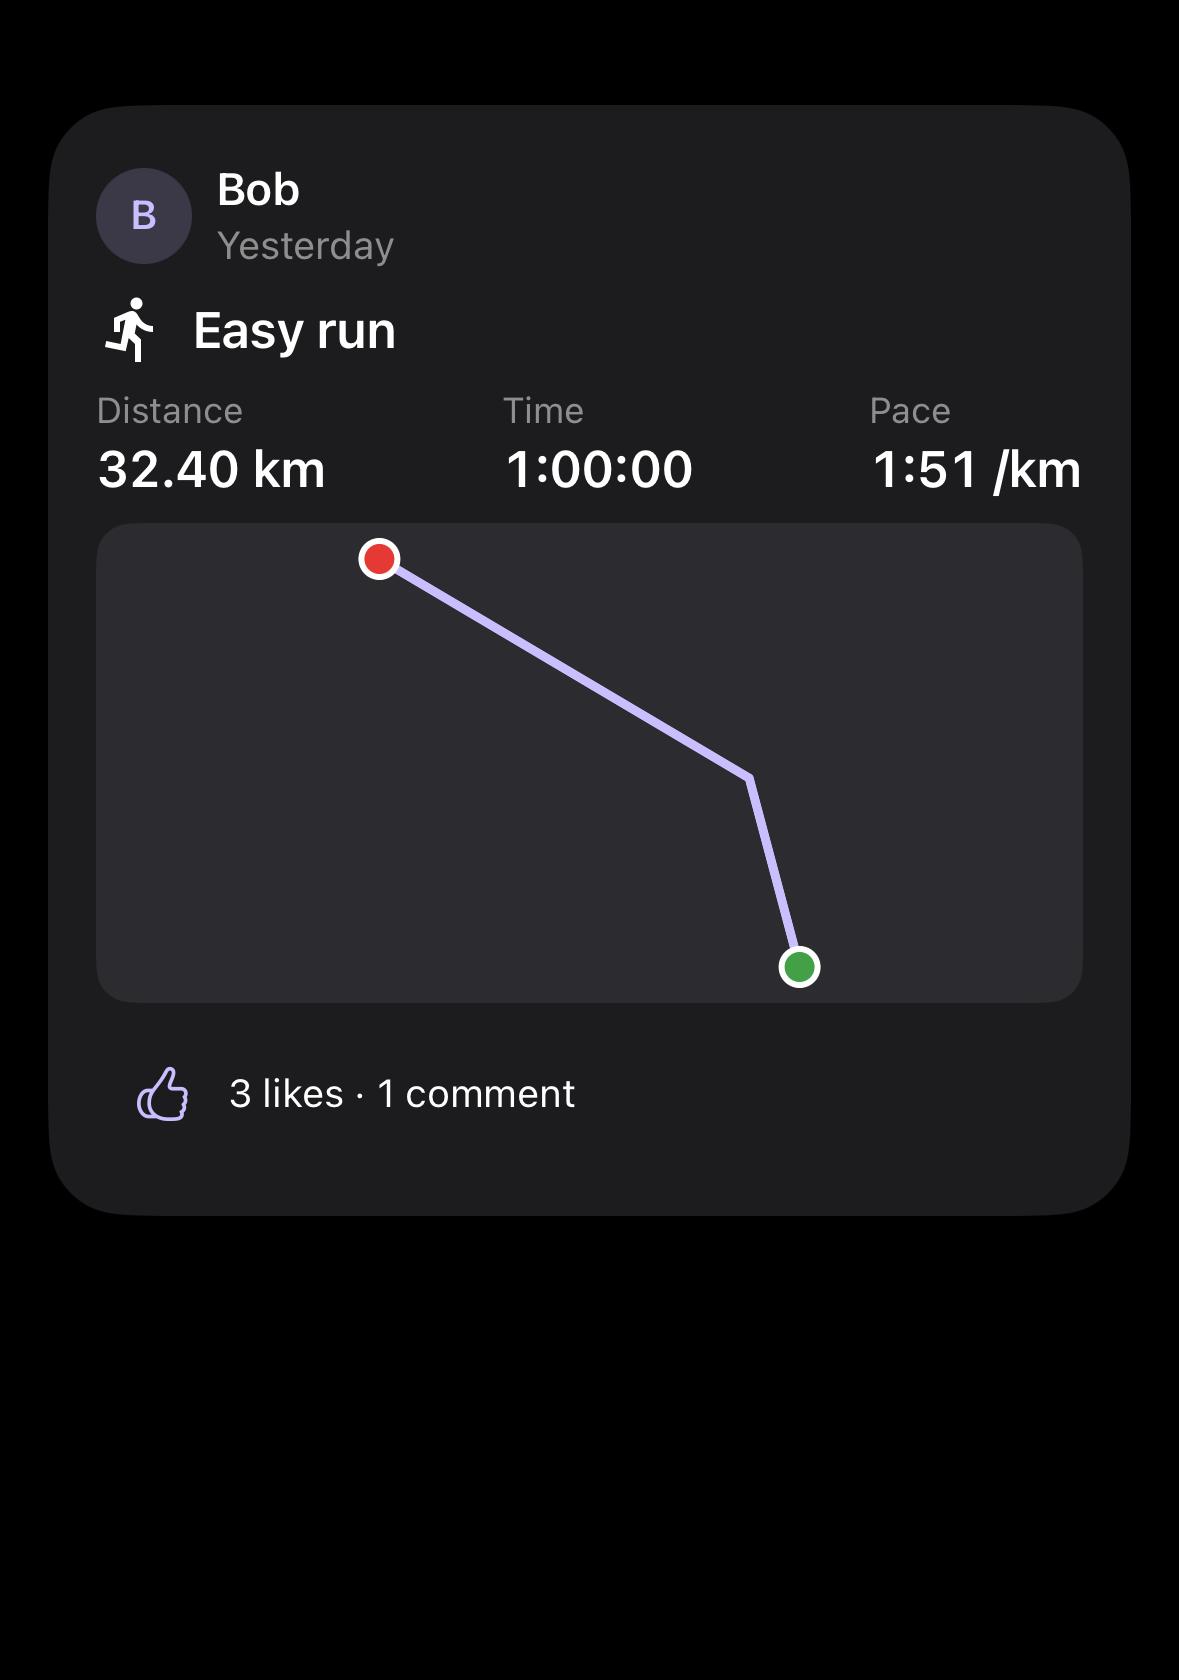 B
Bob
Yesterday
Easy run
Distance Time Pace
32.40 km 1:00:00 1:51 /km
3 likes · 1 comment